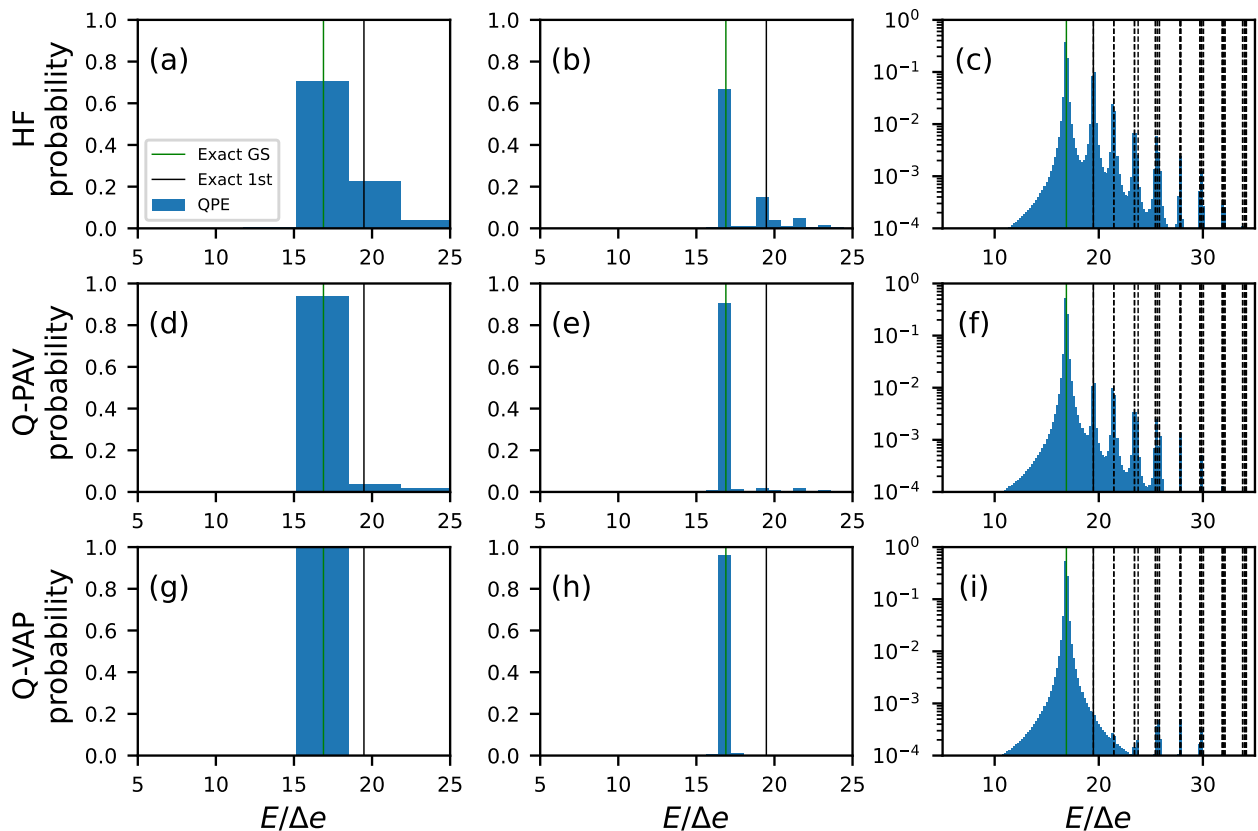 HF
probability
1.0
0.8
0.6
0.4
0.2
0.0
(a)
Exact GS
Exact 1st
QPE
5 10 15 20 25
1.0
0.8
0.6
0.4
0.2
0.0
(b)
5 10 15 20 25
10⁰
10⁻¹
10⁻²
10⁻³
10⁻⁴
(c)
10 20 30
Q-PAV
probability
1.0
0.8
0.6
0.4
0.2
0.0
(d)
5 10 15 20 25
1.0
0.8
0.6
0.4
0.2
0.0
(e)
5 10 15 20 25
10⁰
10⁻¹
10⁻²
10⁻³
10⁻⁴
(f)
10 20 30
Q-VAP
probability
1.0
0.8
0.6
0.4
0.2
0.0
(g)
5 10 15 20 25
E/Δe
1.0
0.8
0.6
0.4
0.2
0.0
(h)
5 10 15 20 25
E/Δe
10⁰
10⁻¹
10⁻²
10⁻³
10⁻⁴
(i)
10 20 30
E/Δe